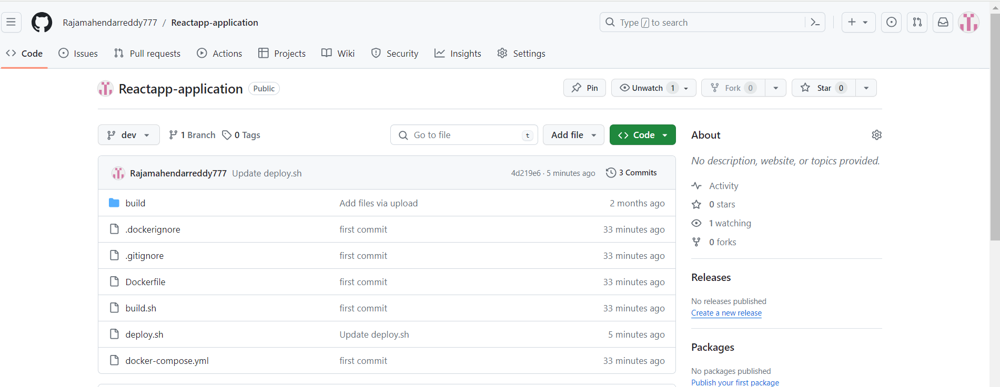 Rajamahendarreddy777 / Reactapp-application
Type / to search
Code Issues Pull requests Actions Projects Wiki Security Insights Settings
Reactapp-application Public
Pin Unwatch 1 Fork 0 Star 0
dev 1 Branch 0 Tags Go to file t Add file Code
Rajamahendarreddy777 Update deploy.sh 4d219e6 · 5 minutes ago 3 Commits
build Add files via upload 2 months ago
.dockerignore first commit 33 minutes ago
.gitignore first commit 33 minutes ago
Dockerfile first commit 33 minutes ago
build.sh first commit 33 minutes ago
deploy.sh Update deploy.sh 5 minutes ago
docker-compose.yml first commit 33 minutes ago
About
No description, website, or topics provided.
Activity
0 stars
1 watching
0 forks
Releases
No releases published
Create a new release
Packages
No packages published
Publish your first package